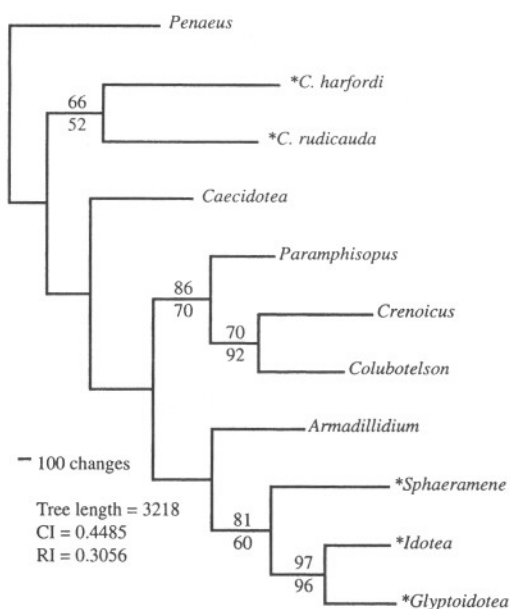 Penaeus
*C. harfordi
66
52
*C. rudicauda
Caecidotea
Paramphisopus
86
70
Crenoicus
70
92
Colubotelson
Armadillidium
100 changes
*Sphaeramene
Tree length = 3218
CI = 0.4485
RI = 0.3056
81
60
*Idotea
97
96
*Glyptoidotea